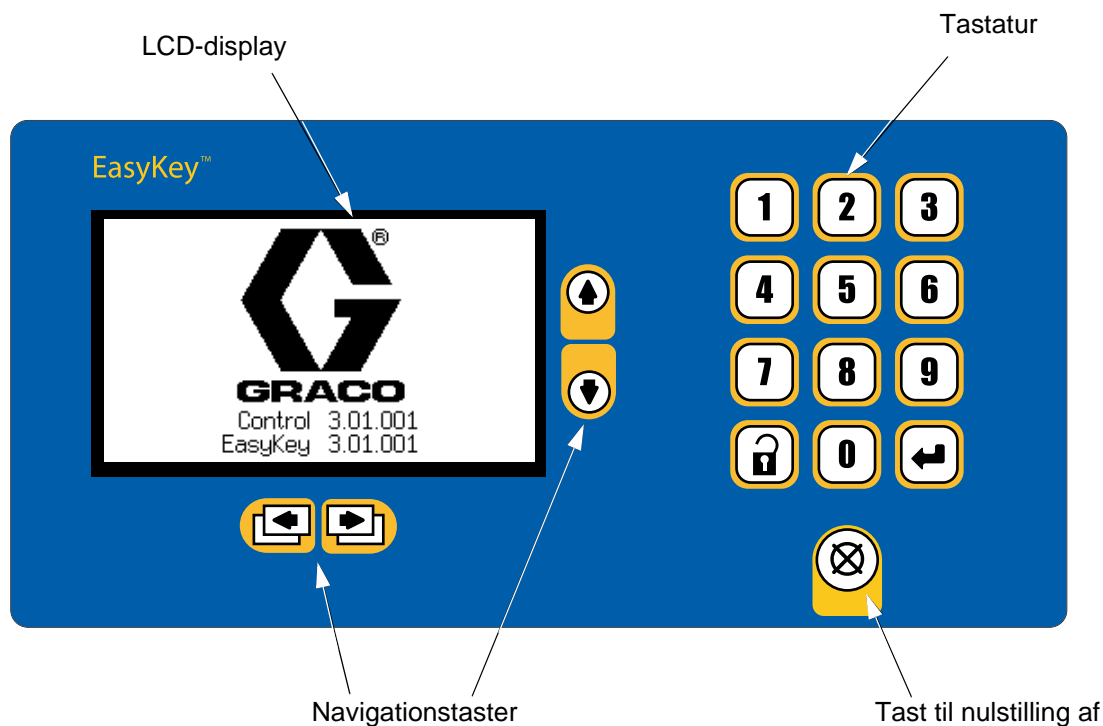 LCD-display
Tastatur
EasyKey™
®
GRACO
Control 3.01.001
EasyKey 3.01.001
1 2 3
4 5 6
7 8 9
0
Navigationstaster
Tast til nulstilling af